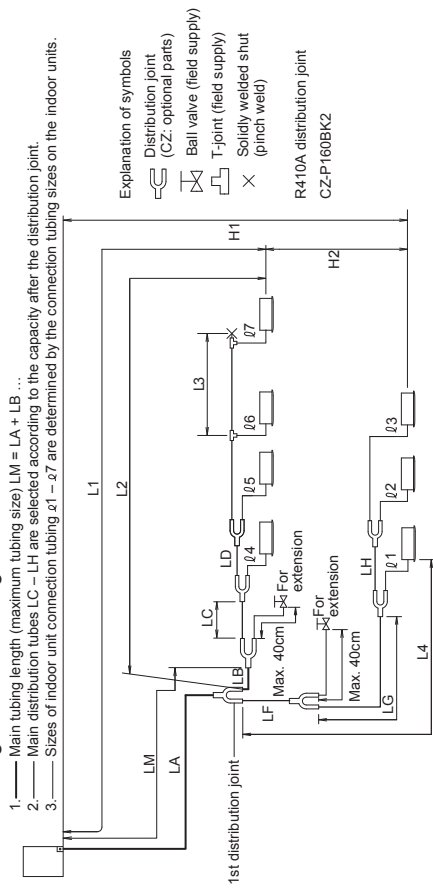 1. Main tubing length (maximum tubing size) LM = LA + LB ...
2. Main distribution tubes LC – LH are selected according to the capacity after the distribution joint.
3. Sizes of indoor unit connection tubing ℓ1 – ℓ7 are determined by the connection tubing sizes on the indoor units.
Explanation of symbols
Distribution joint
(CZ: optional parts)
Ball valve (field supply)
T-joint (field supply)
Solidly welded shut
(pinch weld)
R410A distribution joint
CZ-P160BK2
L1
L2
L3
LM
LA
LB
LC
LD
ℓ4
ℓ5
ℓ6
ℓ7
H1
H2
For
extension
Max. 40cm
1st distribution joint
LF
For
extension
Max. 40cm
LG
LH
ℓ1
ℓ2
ℓ3
L4